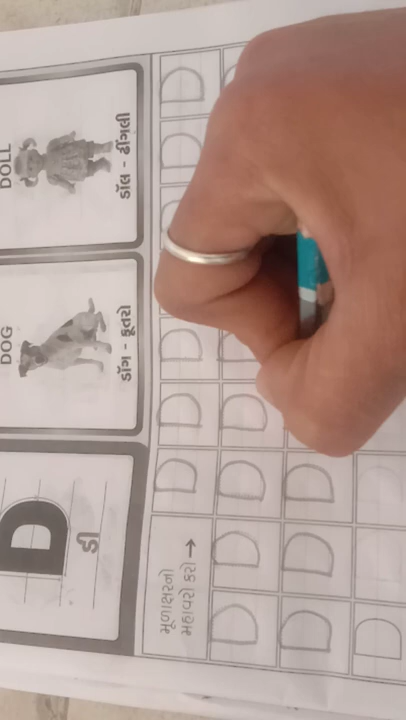 D
ડી
DOG
ડૉગ - કૂતરો
DOLL
ડૉલ - ઢીંગલી
મૂળાક્ષરનો
મહાવરો કરો →
D D D D D D
D D D D D
D D D
D